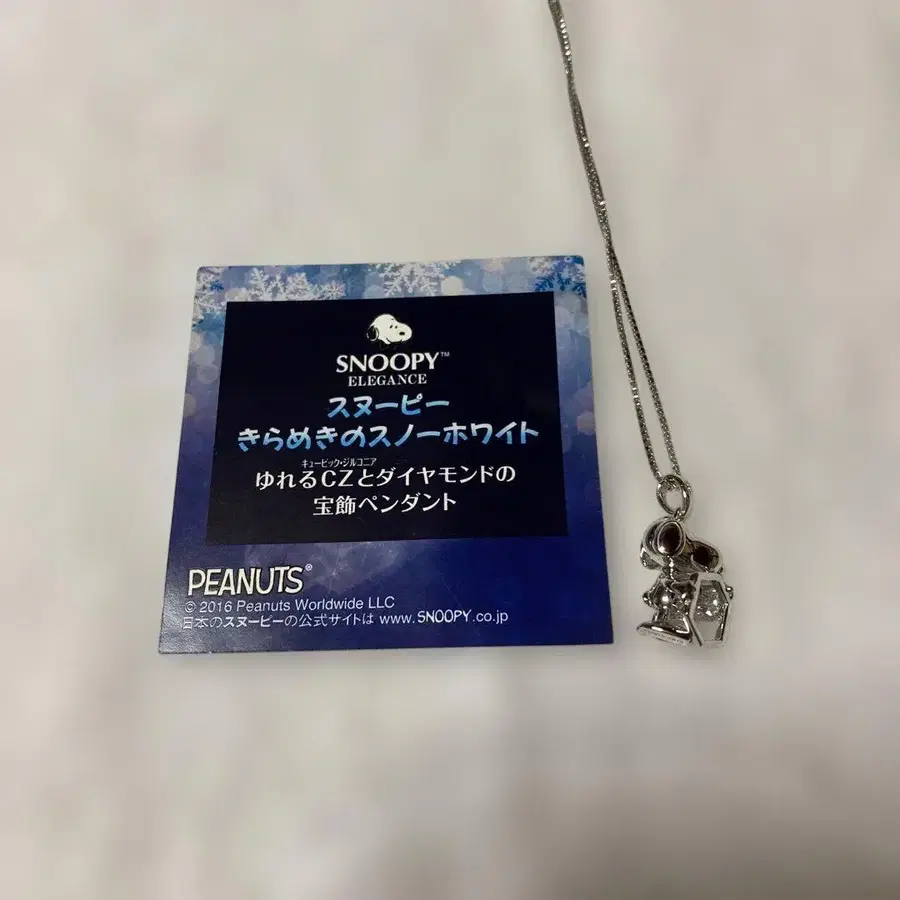 SNOOPY™
ELEGANCE
スヌーピー
きらめきのスノーホワイト
キュービック・ジルコニア
ゆれるCZとダイヤモンドの
宝飾ペンダント
PEANUTS®
© 2016 Peanuts Worldwide LLC
日本のスヌーピーの公式サイトは www.SNOOPY.co.jp